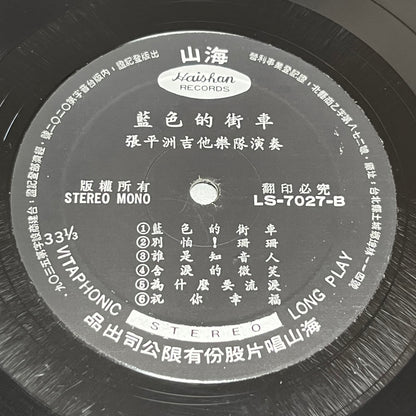 山海
Haishan
RECORDS
藍色的街車
張平洲吉他樂隊演奏
版權所有
翻印必究
STEREO MONO
LS-7027-B
33⅓
①藍色的街車
②別怕!珊珊
③誰是知音人
④含淚的微笑
⑤為什麼要流淚
⑥祝你幸福
VITAPHONIC
STEREO
LONG PLAY
品出司公限有份股片唱山海